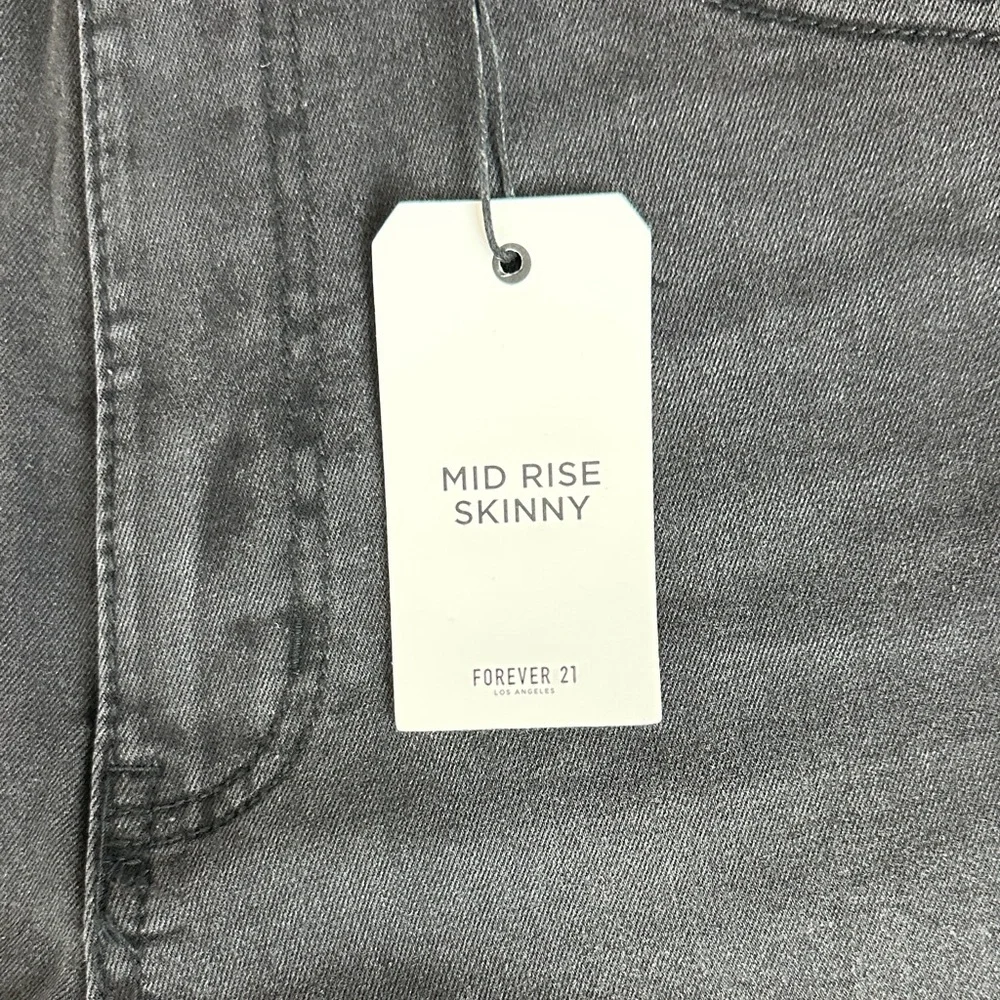 MID RISE
SKINNY
FOREVER 21
LOS ANGELES